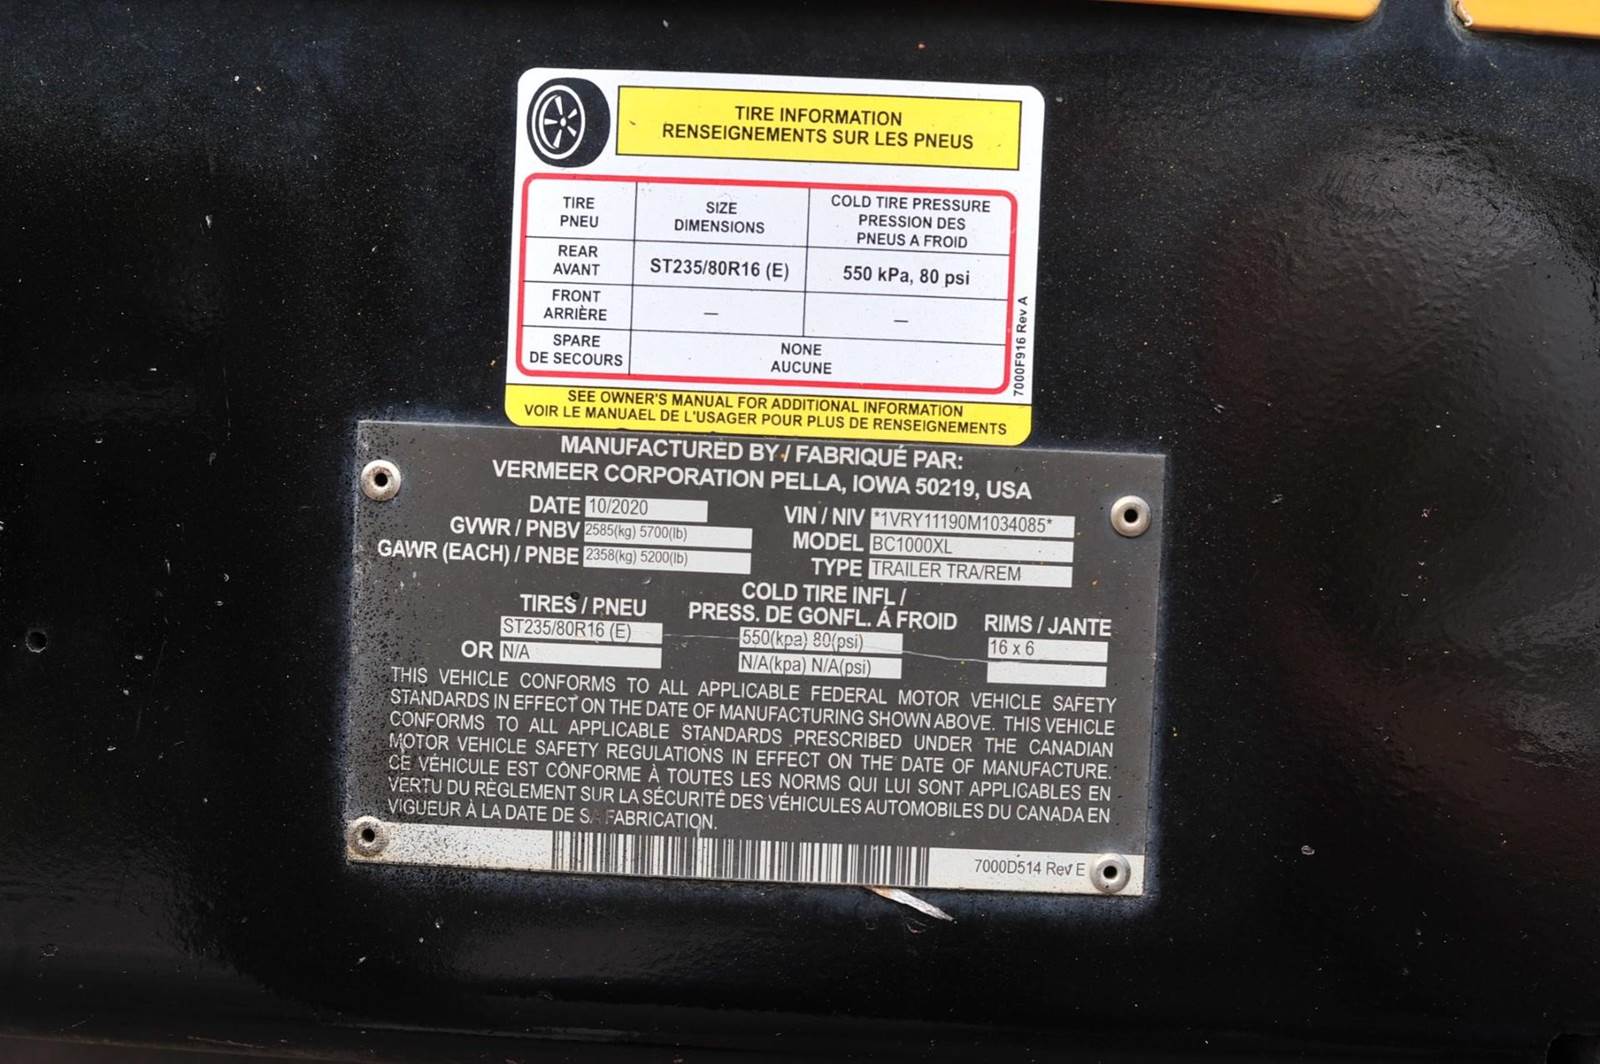 TIRE INFORMATION
RENSEIGNEMENTS SUR LES PNEUS
TIRE
PNEU
SIZE
DIMENSIONS
COLD TIRE PRESSURE
PRESSION DES
PNEUS A FROID
REAR
AVANT
ST235/80R16 (E)
550 kPa, 80 psi
FRONT
ARRIÈRE
—
—
SPARE
DE SECOURS
NONE
AUCUNE
7000F916 Rev A
SEE OWNER'S MANUAL FOR ADDITIONAL INFORMATION
VOIR LE MANUAEL DE L'USAGER POUR PLUS DE RENSEIGNEMENTS
MANUFACTURED BY / FABRIQUÉ PAR:
VERMEER CORPORATION PELLA, IOWA 50219, USA
DATE 10/2020
GVWR / PNBV 2585(kg) 5700(lb)
GAWR (EACH) / PNBE 2358(kg) 5200(lb)
VIN / NIV *1VRY11190M1034085*
MODEL BC1000XL
TYPE TRAILER TRA/REM
TIRES / PNEU
ST235/80R16 (E)
OR N/A
COLD TIRE INFL /
PRESS. DE GONFL. Á FROID
550(kpa) 80(psi)
N/A(kpa) N/A(psi)
RIMS / JANTE
16 x 6
THIS VEHICLE CONFORMS TO ALL APPLICABLE FEDERAL MOTOR VEHICLE SAFETY
STANDARDS IN EFFECT ON THE DATE OF MANUFACTURING SHOWN ABOVE. THIS VEHICLE
CONFORMS TO ALL APPLICABLE STANDARDS PRESCRIBED UNDER THE CANADIAN
MOTOR VEHICLE SAFETY REGULATIONS IN EFFECT ON THE DATE OF MANUFACTURE.
CE VÉHICULE EST CONFORME À TOUTES LES NORMS QUI LUI SONT APPLICABLES EN
VERTU DU RÈGLEMENT SUR LA SÉCURITÉ DES VÉHICULES AUTOMOBILES DU CANADA EN
VIGUEUR À LA DATE DE SA FABRICATION.
7000D514 Rev E